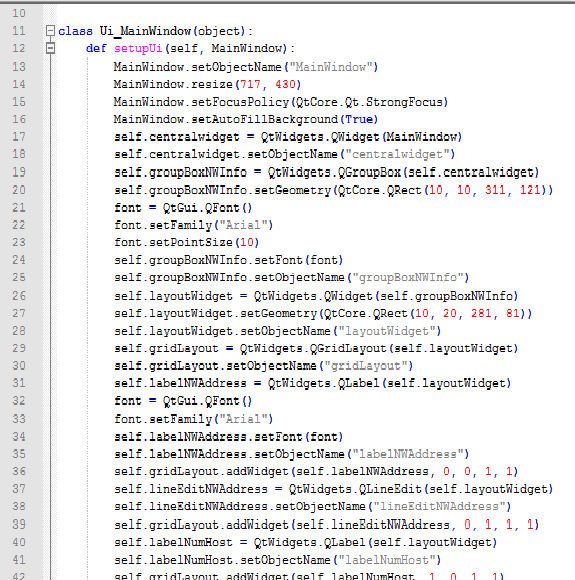 10
11 class Ui_MainWindow(object):
12 def setupUi(self, MainWindow):
13 MainWindow.setObjectName("MainWindow")
14 MainWindow.resize(717, 430)
15 MainWindow.setFocusPolicy(QtCore.Qt.StrongFocus)
16 MainWindow.setAutoFillBackground(True)
17 self.centralwidget = QtWidgets.QWidget(MainWindow)
18 self.centralwidget.setObjectName("centralwidget")
19 self.groupBoxNWInfo = QtWidgets.QGroupBox(self.centralwidget)
20 self.groupBoxNWInfo.setGeometry(QtCore.QRect(10, 10, 311, 121))
21 font = QtGui.QFont()
22 font.setFamily("Arial")
23 font.setPointSize(10)
24 self.groupBoxNWInfo.setFont(font)
25 self.groupBoxNWInfo.setObjectName("groupBoxNWInfo")
26 self.layoutWidget = QtWidgets.QWidget(self.groupBoxNWInfo)
27 self.layoutWidget.setGeometry(QtCore.QRect(10, 20, 281, 81))
28 self.layoutWidget.setObjectName("layoutWidget")
29 self.gridLayout = QtWidgets.QGridLayout(self.layoutWidget)
30 self.gridLayout.setObjectName("gridLayout")
31 self.labelNWAddress = QtWidgets.QLabel(self.layoutWidget)
32 font = QtGui.QFont()
33 font.setFamily("Arial")
34 self.labelNWAddress.setFont(font)
35 self.labelNWAddress.setObjectName("labelNWAddress")
36 self.gridLayout.addWidget(self.labelNWAddress, 0, 0, 1, 1)
37 self.lineEditNWAddress = QtWidgets.QLineEdit(self.layoutWidget)
38 self.lineEditNWAddress.setObjectName("lineEditNWAddress")
39 self.gridLayout.addWidget(self.lineEditNWAddress, 0, 1, 1, 1)
40 self.labelNumHost = QtWidgets.QLabel(self.layoutWidget)
41 self.labelNumHost.setObjectName("labelNumHost")
42 self.gridLayout.addWidget(self.labelNumHost, 1, 0, 1, 1)